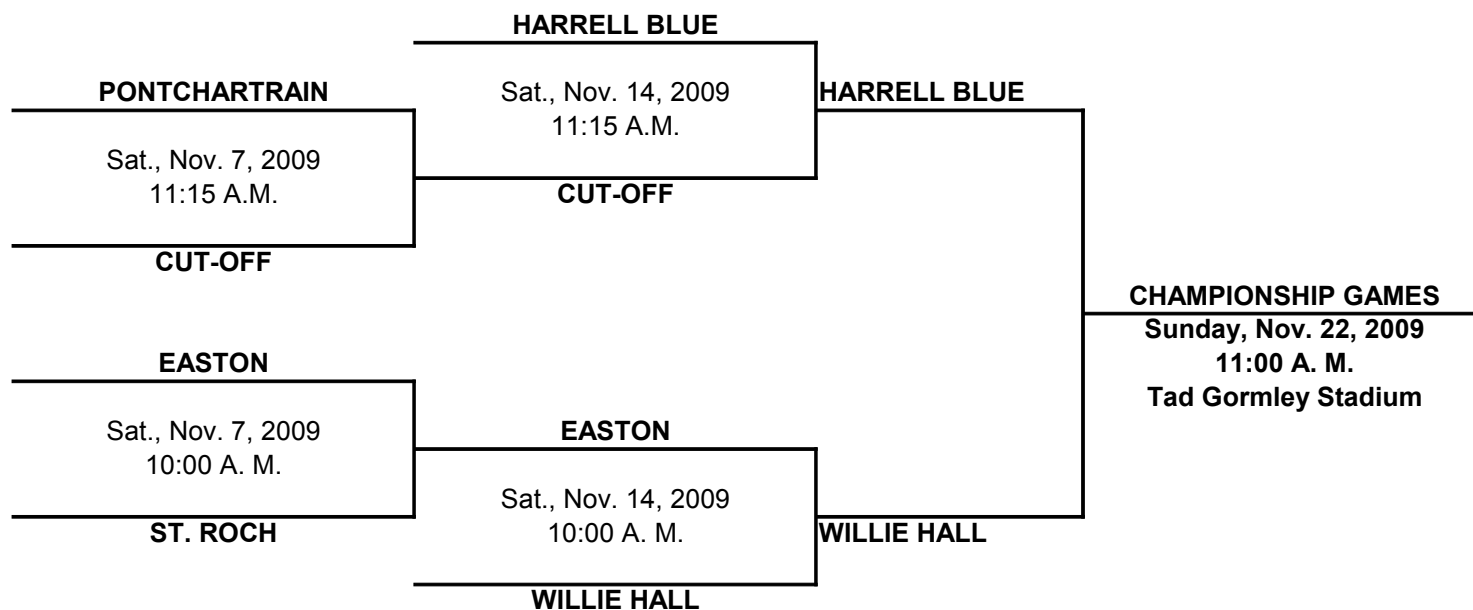 HARRELL BLUE
PONTCHARTRAIN
Sat., Nov. 14, 2009
11:15 A.M.
HARRELL BLUE
Sat., Nov. 7, 2009
11:15 A.M.
CUT-OFF
CUT-OFF
CHAMPIONSHIP GAMES
Sunday, Nov. 22, 2009
11:00 A. M.
Tad Gormley Stadium
EASTON
Sat., Nov. 7, 2009
10:00 A. M.
EASTON
ST. ROCH
Sat., Nov. 14, 2009
10:00 A. M.
WILLIE HALL
WILLIE HALL